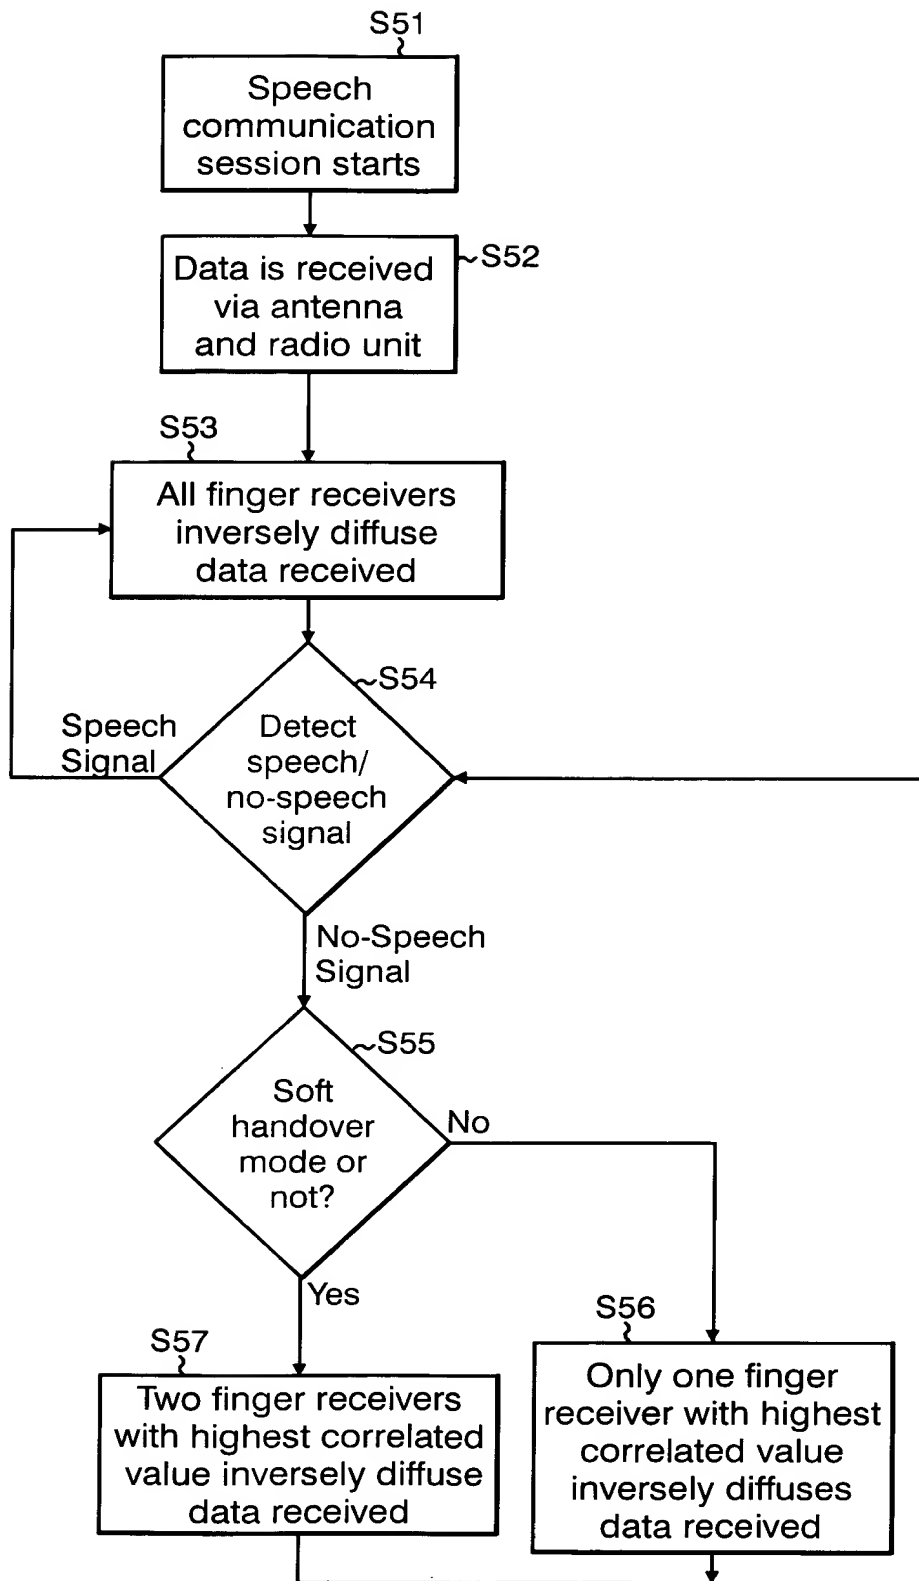 S51
Speech
communication
session starts
S52
Data is received
via antenna
and radio unit
S53
All finger receivers
inversely diffuse
data received
S54
Detect
speech/
no-speech
signal
Speech
Signal
No-Speech
Signal
S55
Soft
handover
mode or
not?
No
Yes
S56
Only one finger
receiver with highest
correlated value
inversely diffuses
data received
S57
Two finger receivers
with highest correlated
value inversely diffuse
data received